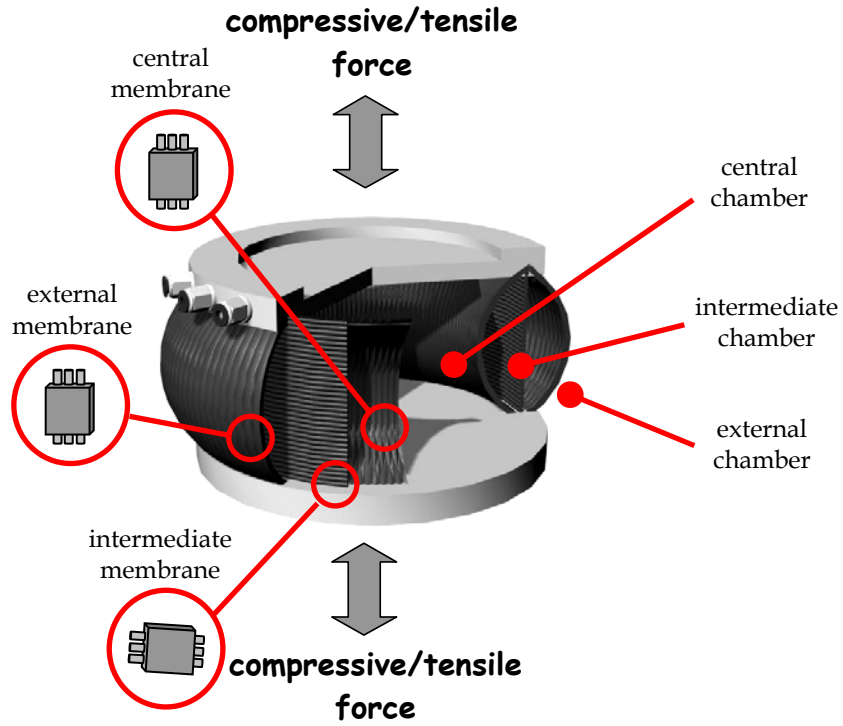 compressive/tensile
force
central
membrane
central
chamber
external
membrane
intermediate
chamber
external
chamber
intermediate
membrane
compressive/tensile
force